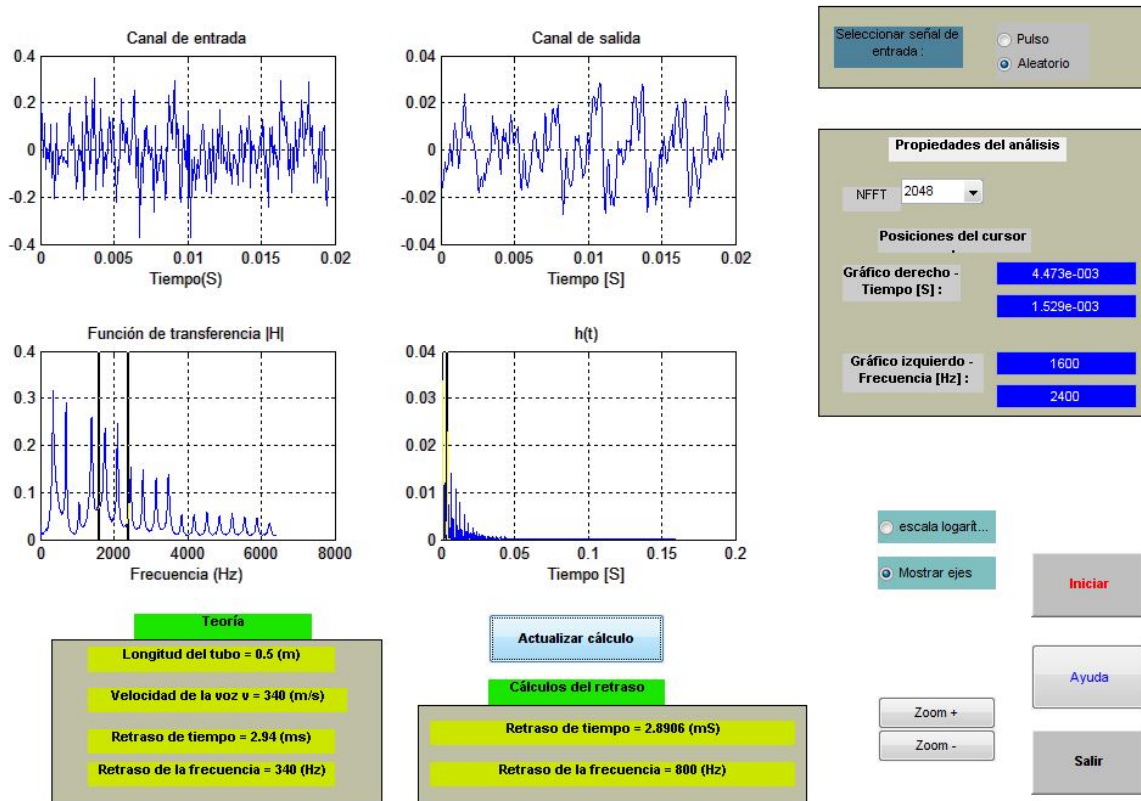 Canal de entrada
0.4
0.2
0
-0.2
-0.4
0
0.005
0.01
0.015
0.02
Tiempo(S)
Canal de salida
0.04
0.02
0
-0.02
-0.04
0
0.005
0.01
0.015
0.02
Tiempo [S]
Seleccionar señal de
entrada :
Pulso
Aleatorio
Propiedades del análisis
NFFT
2048
Posiciones del cursor
Gráfico derecho -
Tiempo [S] :
4.473e-003
1.529e-003
Gráfico izquierdo -
Frecuencia [Hz] :
1600
2400
Función de transferencia |H|
0.4
0.3
0.2
0.1
0
0
2000
4000
6000
8000
Frecuencia (Hz)
h(t)
0.04
0.03
0.02
0.01
0
0
0.05
0.1
0.15
0.2
Tiempo [S]
escala logarít...
Mostrar ejes
Iniciar
Ayuda
Zoom +
Zoom -
Salir
Teoría
Longitud del tubo = 0.5 (m)
Velocidad de la voz v = 340 (m/s)
Retraso de tiempo = 2.94 (ms)
Retraso de la frecuencia = 340 (Hz)
Actualizar cálculo
Cálculos del retraso
Retraso de tiempo = 2.8906 (mS)
Retraso de la frecuencia = 800 (Hz)